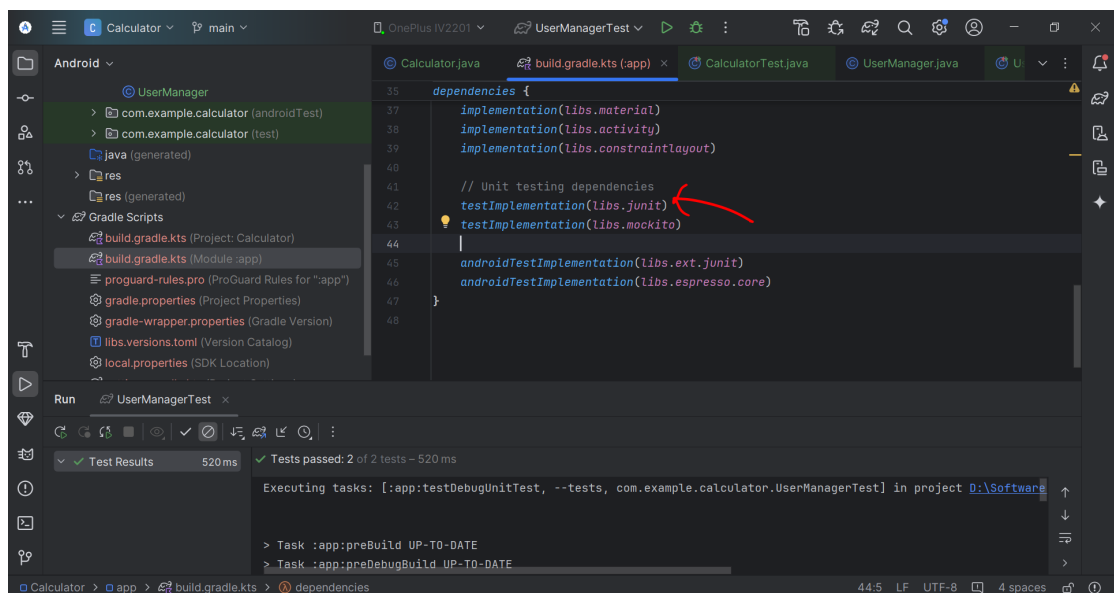 C Calculator main OnePlus IV2201 UserManagerTest
Android
Calculator.java build.gradle.kts (:app) CalculatorTest.java UserManager.java
UserManager
com.example.calculator (androidTest)
com.example.calculator (test)
java (generated)
res
res (generated)
Gradle Scripts
build.gradle.kts (Project: Calculator)
build.gradle.kts (Module :app)
proguard-rules.pro (ProGuard Rules for ":app")
gradle.properties (Project Properties)
gradle-wrapper.properties (Gradle Version)
libs.versions.toml (Version Catalog)
local.properties (SDK Location)
35 dependencies {
37 implementation(libs.material)
38 implementation(libs.activity)
39 implementation(libs.constraintlayout)
40
41 // Unit testing dependencies
42 testImplementation(libs.junit)
43 testImplementation(libs.mockito)
44
45 androidTestImplementation(libs.ext.junit)
46 androidTestImplementation(libs.espresso.core)
47 }
48
Run UserManagerTest
Test Results 520 ms
Tests passed: 2 of 2 tests – 520 ms
Executing tasks: [:app:testDebugUnitTest, --tests, com.example.calculator.UserManagerTest] in project D:\Software
> Task :app:preBuild UP-TO-DATE
> Task :app:preDebugBuild UP-TO-DATE
Calculator > app > build.gradle.kts > dependencies 44:5 LF UTF-8 4 spaces